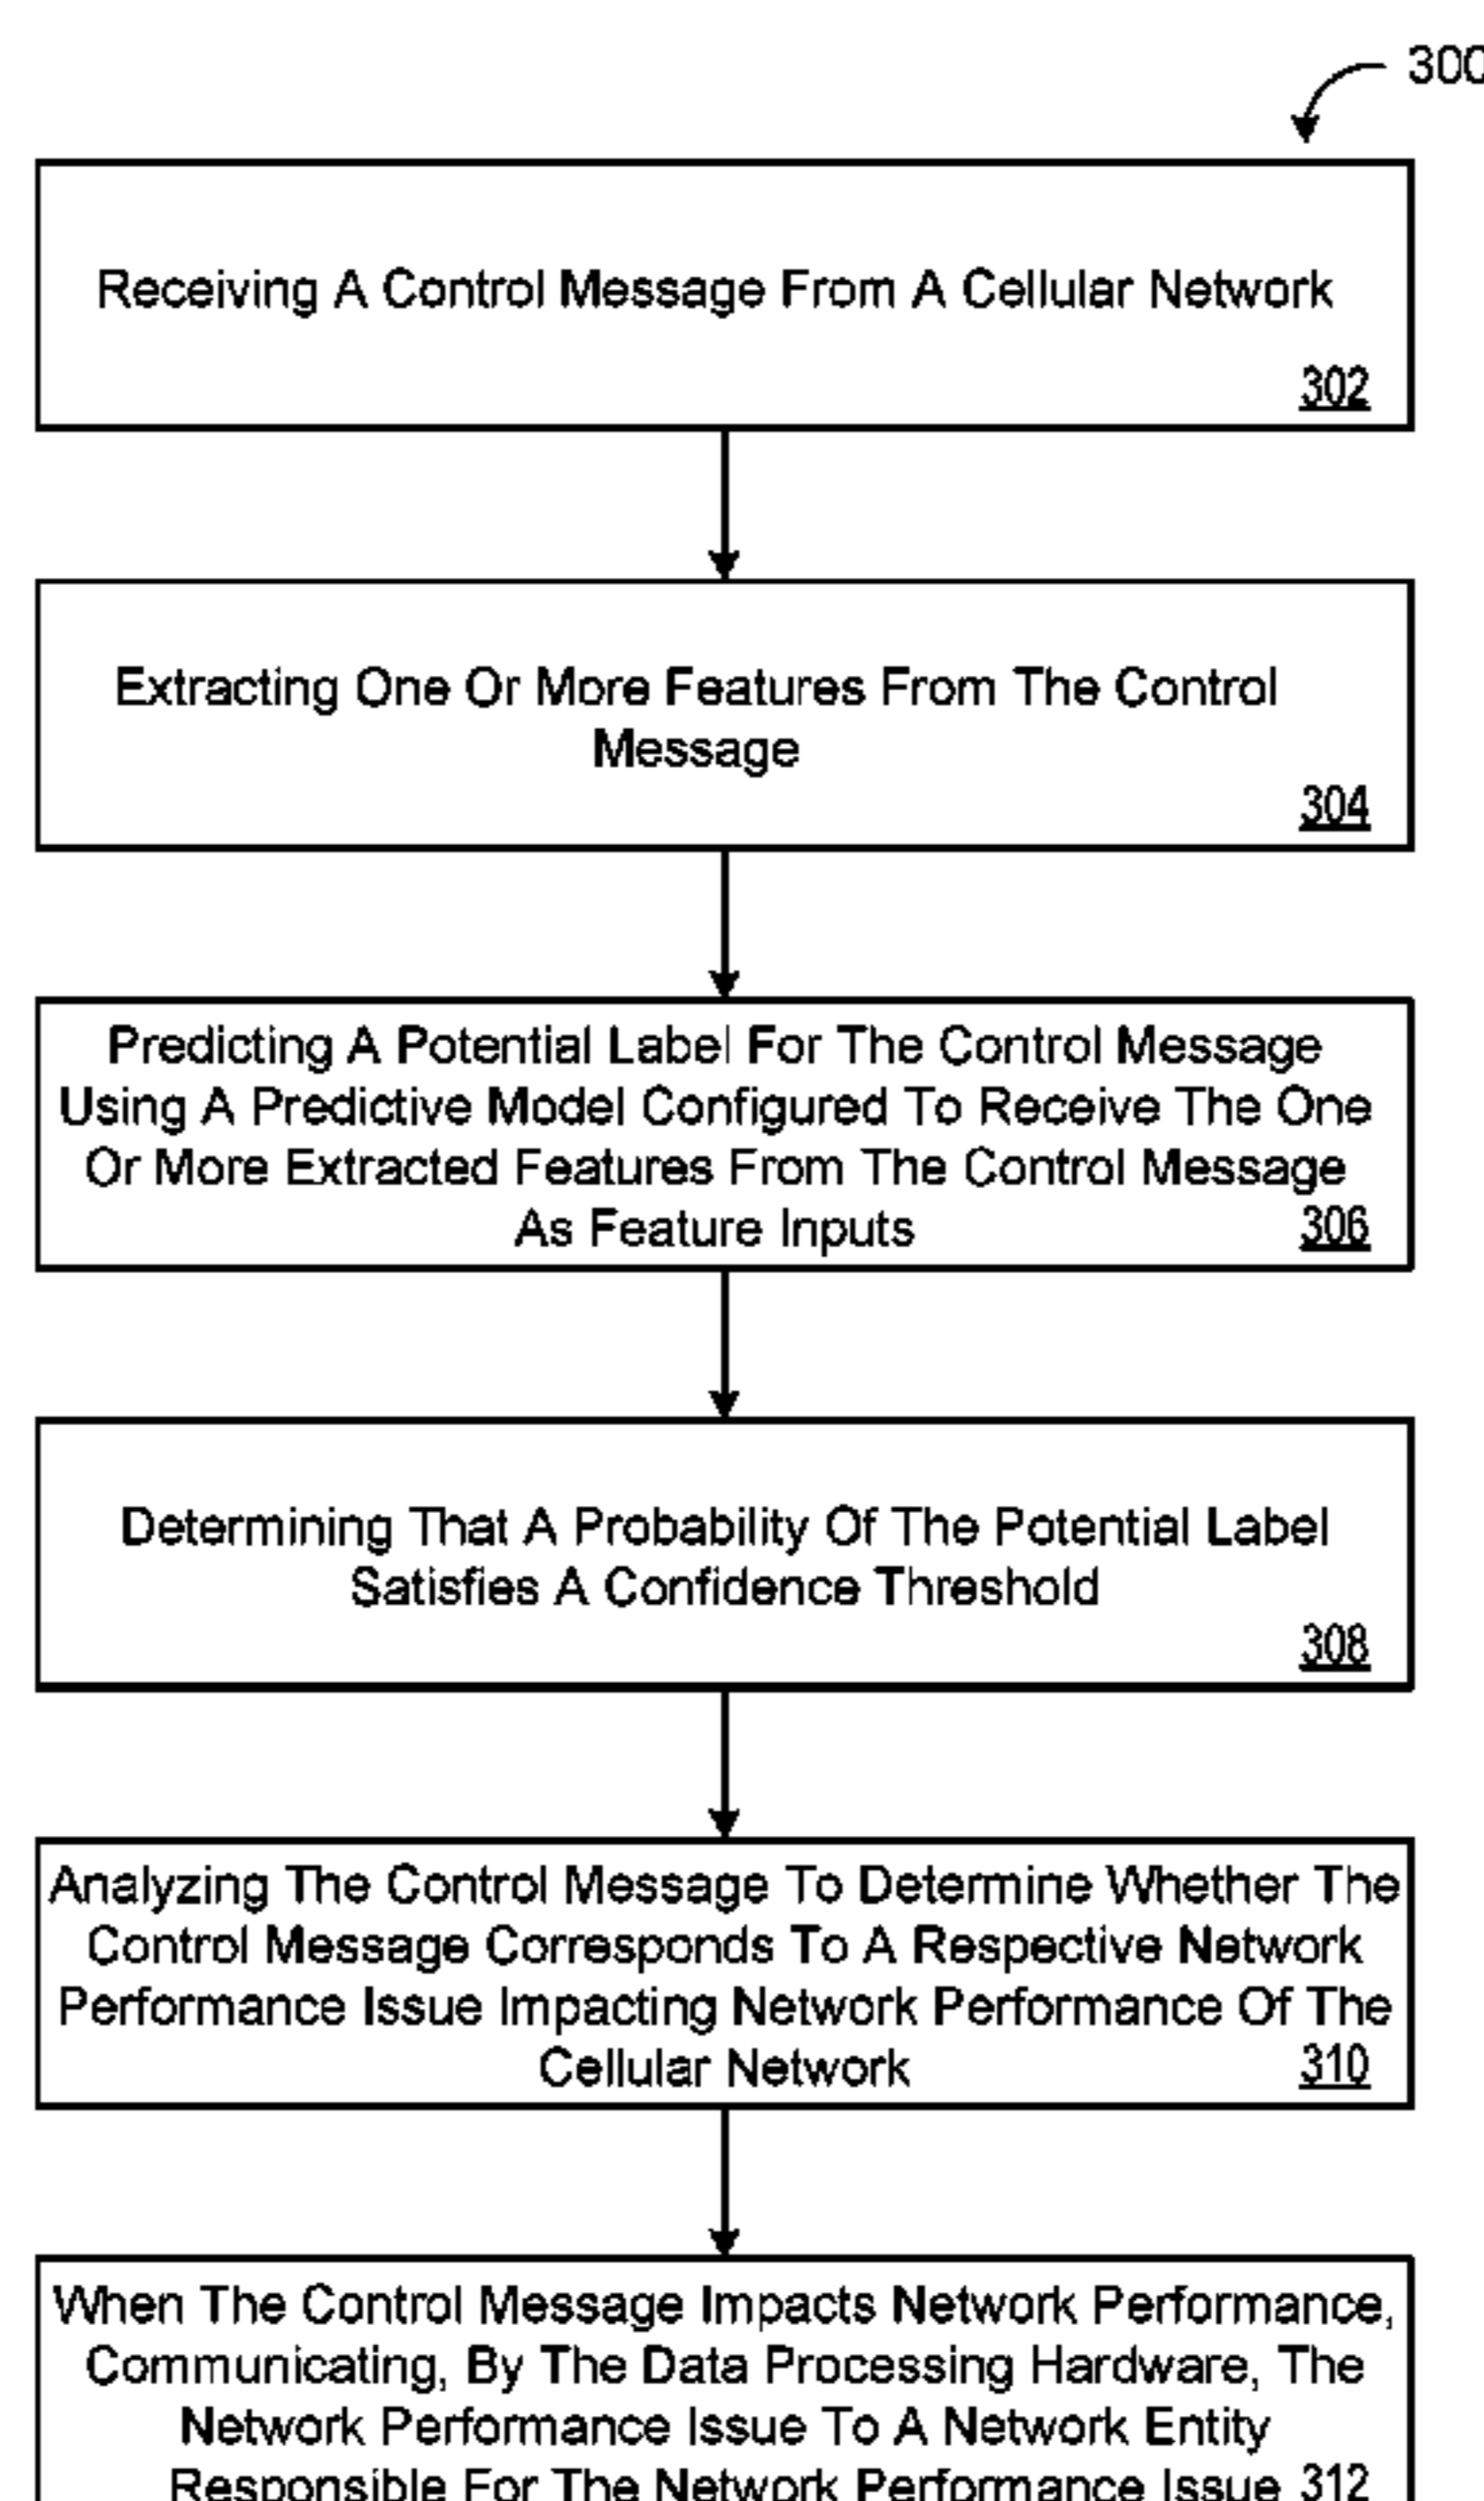 300
Receiving A Control Message From A Cellular Network
302
Extracting One Or More Features From The Control
Message
304
Predicting A Potential Label For The Control Message
Using A Predictive Model Configured To Receive The One
Or More Extracted Features From The Control Message
As Feature Inputs 306
Determining That A Probability Of The Potential Label
Satisfies A Confidence Threshold
308
Analyzing The Control Message To Determine Whether The
Control Message Corresponds To A Respective Network
Performance Issue Impacting Network Performance Of The
Cellular Network 310
When The Control Message Impacts Network Performance,
Communicating, By The Data Processing Hardware, The
Network Performance Issue To A Network Entity
Responsible For The Network Performance Issue 312